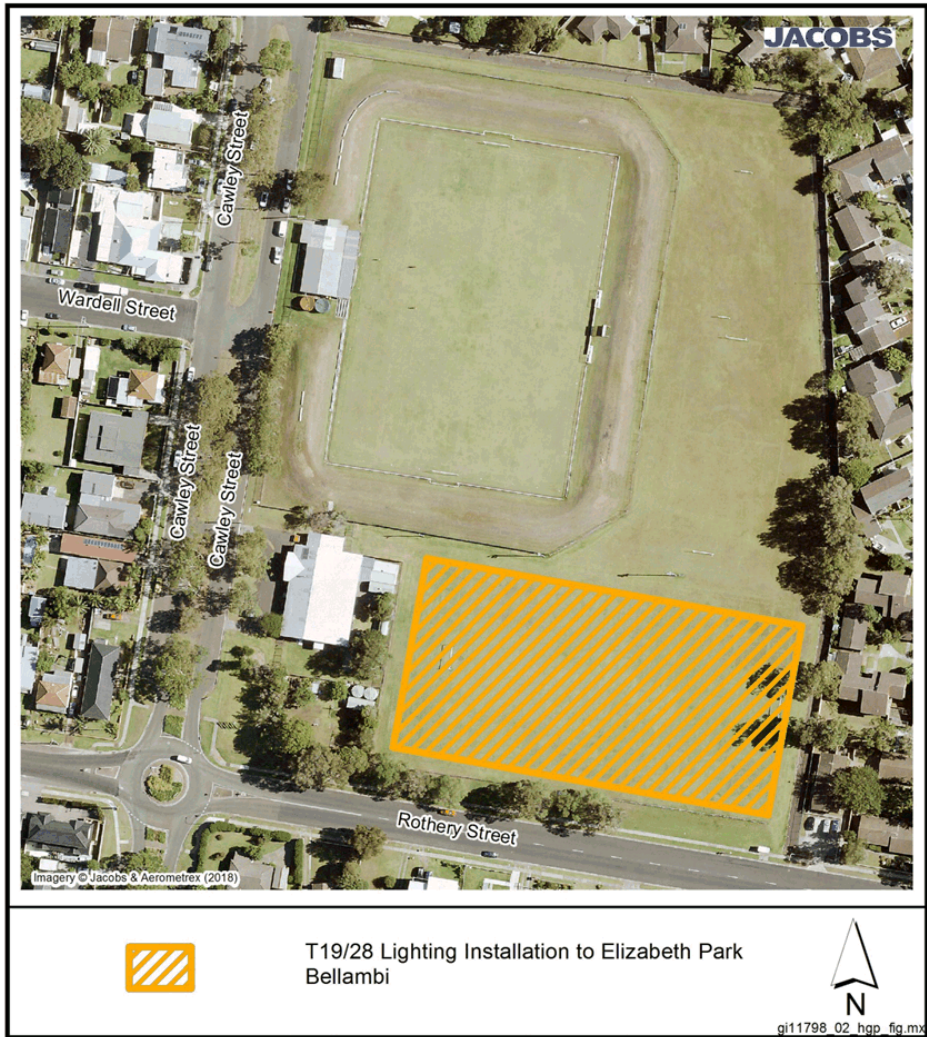 JACOBS
Cawley Street
Wardell Street
Cawley Street
Cawley Street
Rothery Street
Imagery © Jacobs & Aerometrex (2018)
T19/28 Lighting Installation to Elizabeth Park
Bellambi
N
gi11798_02_hgp_fig.mx